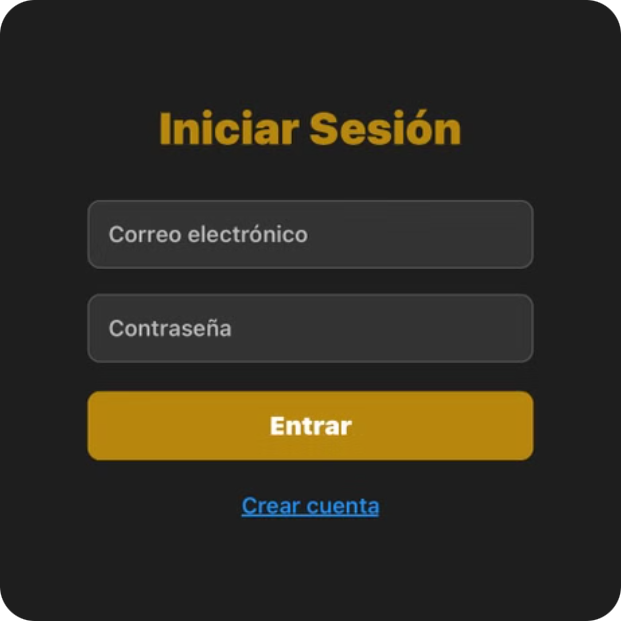 Iniciar Sesión
Correo electrónico
Contraseña
Entrar
Crear cuenta